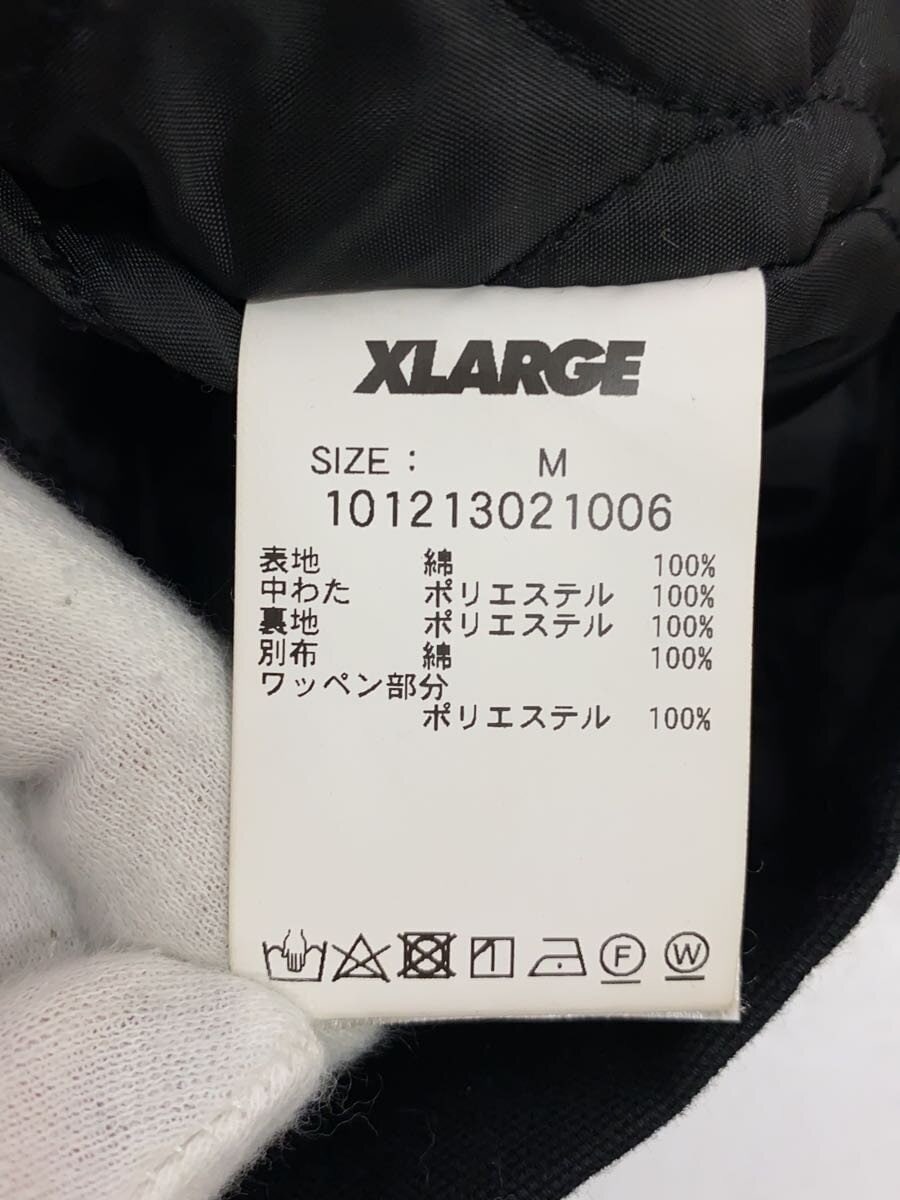 XLARGE
SIZE : M
101213021006
表地 綿 100%
中わた ポリエステル 100%
裏地 ポリエステル 100%
別布 綿 100%
ワッペン部分
ポリエステル 100%
F W